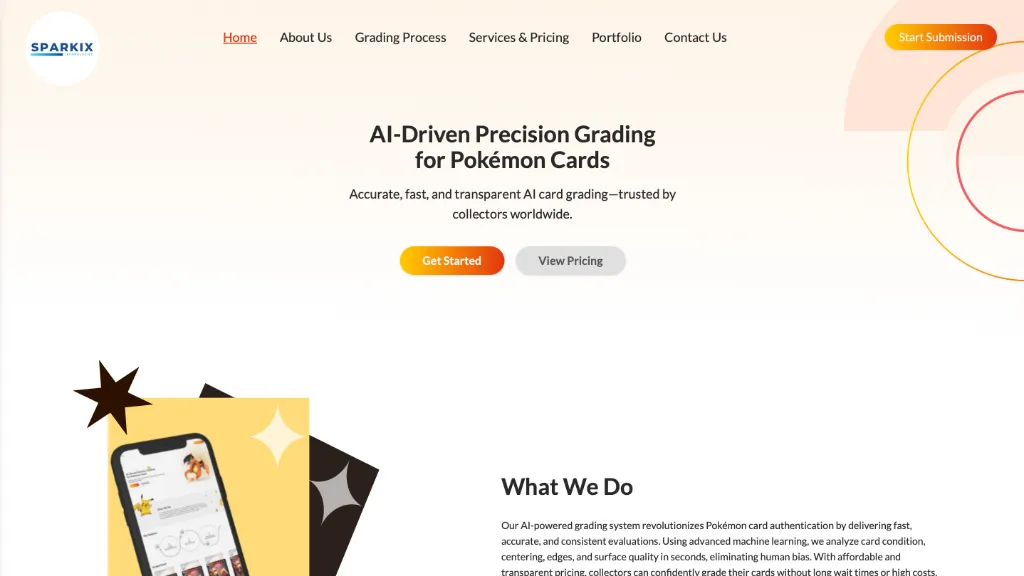 SPARKIX
Home
About Us
Grading Process
Services & Pricing
Portfolio
Contact Us
Start Submission
AI-Driven Precision Grading
for Pokémon Cards
Accurate, fast, and transparent AI card grading—trusted by
collectors worldwide.
Get Started
View Pricing
What We Do
Our AI-powered grading system revolutionizes Pokémon card authentication by delivering fast,
accurate, and consistent evaluations. Using advanced machine learning, we analyze card condition,
centering, edges, and surface quality in seconds, eliminating human bias. With affordable and
transparent pricing, collectors can confidently grade their cards without long wait times or high costs.